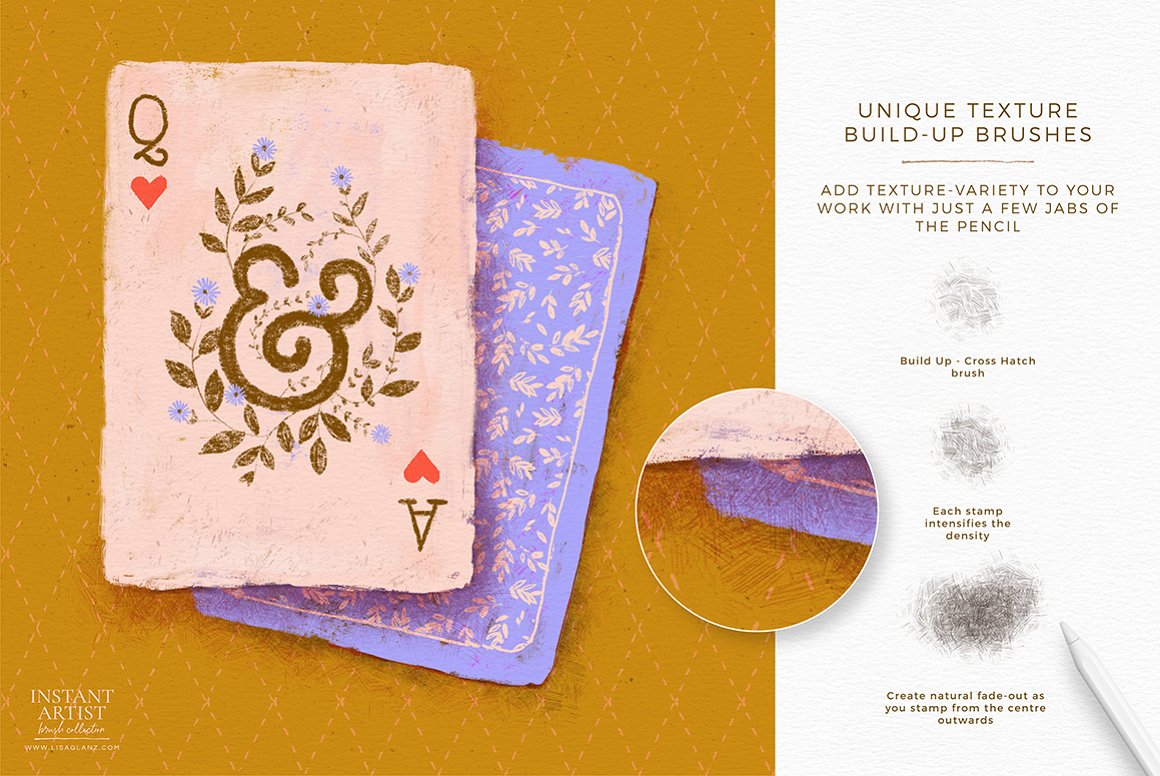 Q
&
A
INSTANT
ARTIST
brush collection
WWW.LISAGLANZ.COM
UNIQUE TEXTURE
BUILD-UP BRUSHES
ADD TEXTURE-VARIETY TO YOUR
WORK WITH JUST A FEW JABS OF
THE PENCIL
Build Up - Cross Hatch
brush
Each stamp
intensifies the
density
Create natural fade-out as
you stamp from the centre
outwards